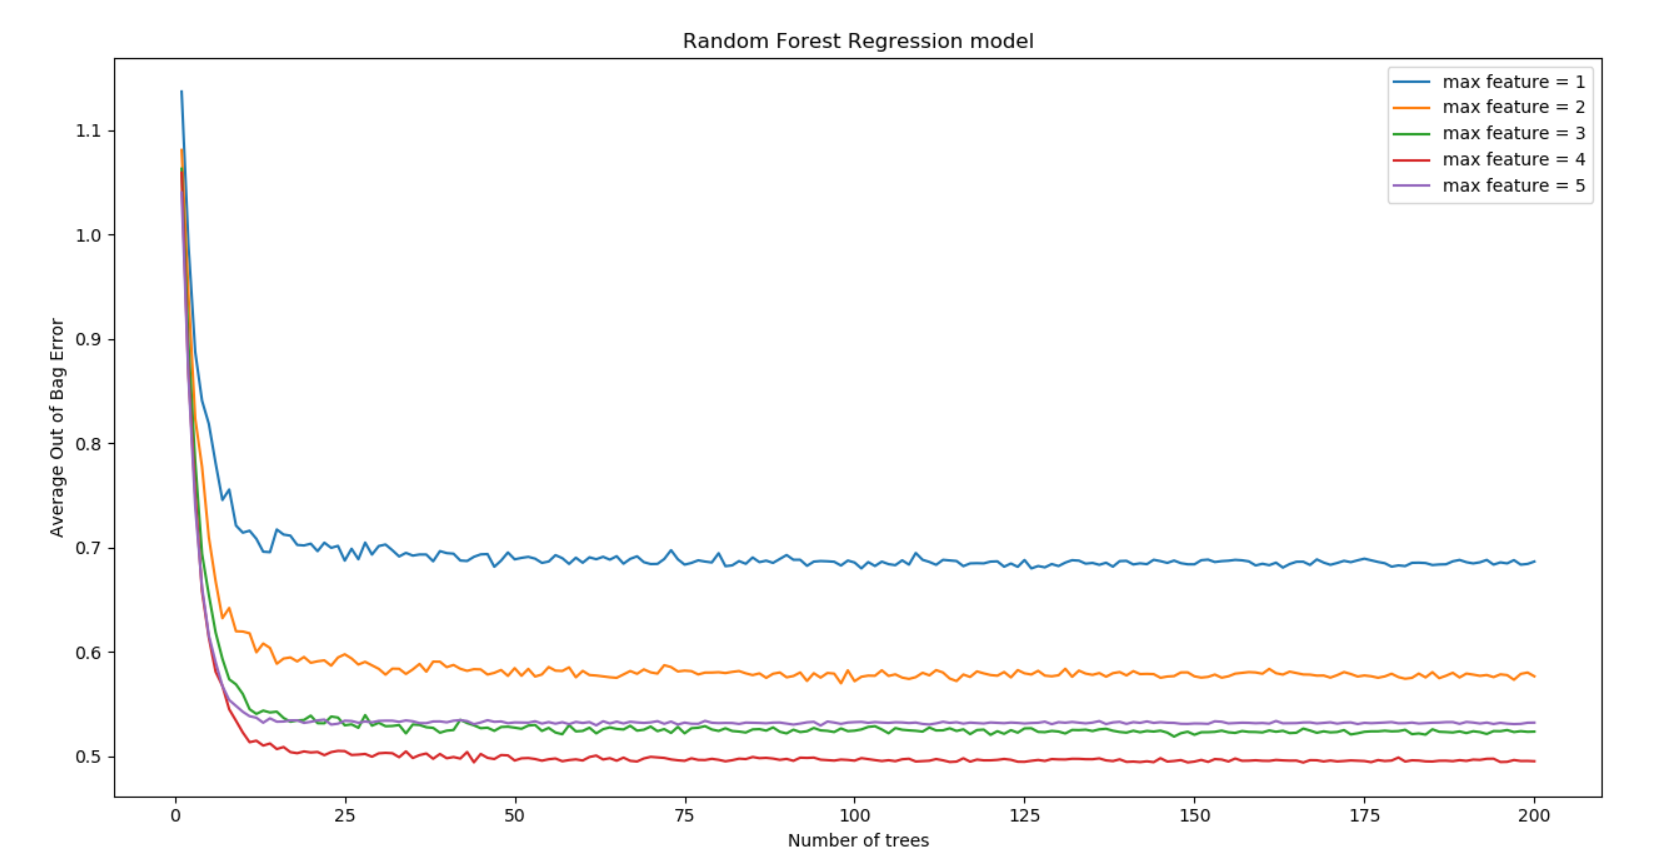 Random Forest Regression model
max feature = 1
max feature = 2
max feature = 3
max feature = 4
max feature = 5
Average Out of Bag Error
1.1
1.0
0.9
0.8
0.7
0.6
0.5
0 25 50 75 100 125 150 175 200
Number of trees